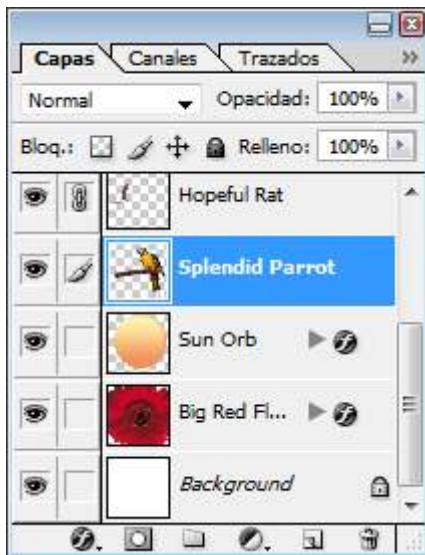 Capas Canales Trazados
Normal Opacidad: 100%
Bloq.: Relleno: 100%
Hopeful Rat
Splendid Parrot
Sun Orb
Big Red Fl...
Background